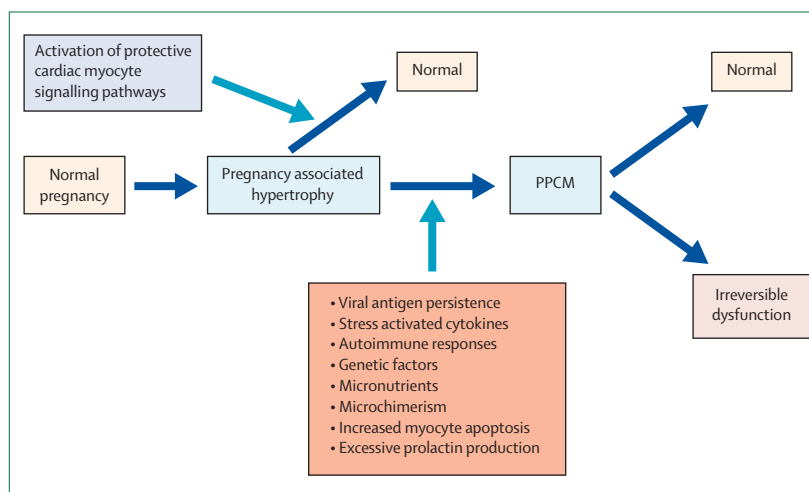 Activation of protective
cardiac myocyte
signalling pathways
Normal
Normal
Normal
pregnancy
Pregnancy associated
hypertrophy
PPCM
Irreversible
dysfunction
• Viral antigen persistence
• Stress activated cytokines
• Autoimmune responses
• Genetic factors
• Micronutrients
• Microchimerism
• Increased myocyte apoptosis
• Excessive prolactin production